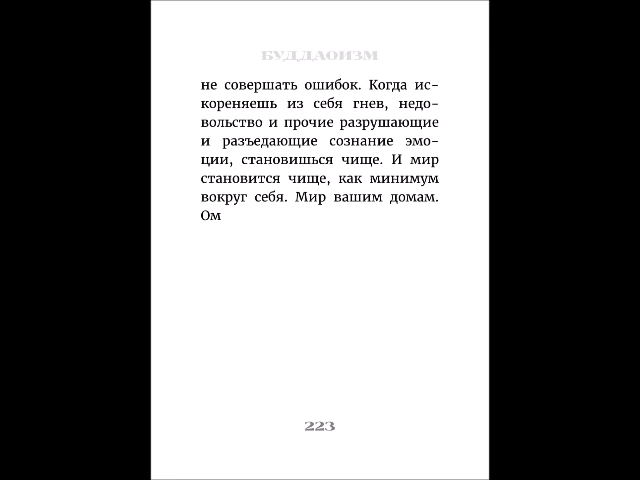 БУДДАОИЗМ
не совершать ошибок. Когда ис-
кореняешь из себя гнев, недо-
вольство и прочие разрушающие
и разъедающие сознание эмо-
ции, становишься чище. И мир
становится чище, как минимум
вокруг себя. Мир вашим домам.
Ом
223